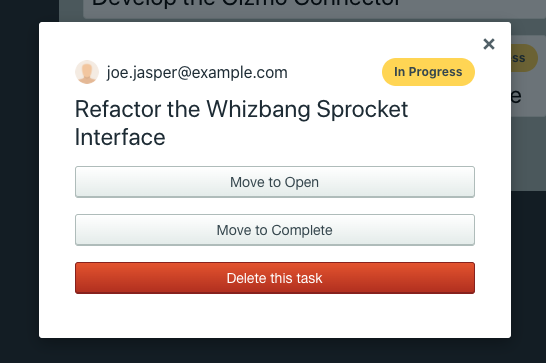 Develop the Gizmo Connector
×
joe.jasper@example.com
In Progress
Refactor the Whizbang Sprocket
Interface
Move to Open
Move to Complete
Delete this task